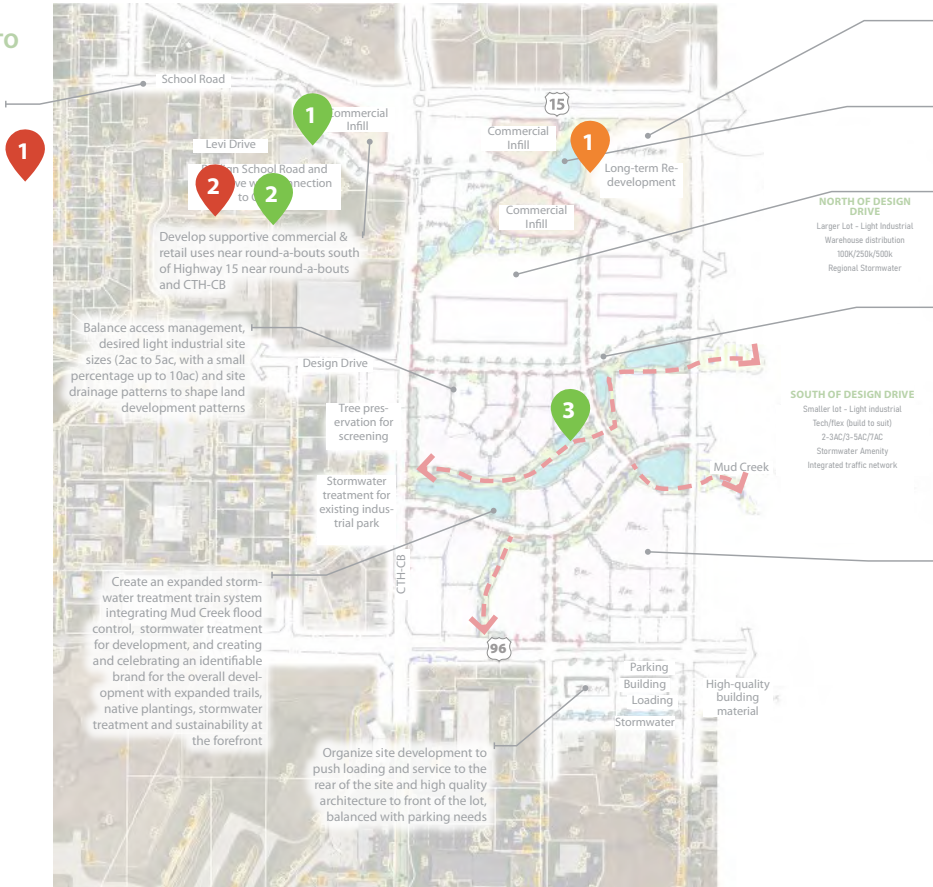 TO
School Road
1
Commercial
Infill
15
Commercial
Infill
1
Long-term Re-
development
1
Levi Drive
School Road and
to
2
2
Commercial
Infill
NORTH OF DESIGN
DRIVE
Larger Lot - Light Industrial
Warehouse distribution
100K/250k/500k
Regional Stormwater
Develop supportive commercial &
retail uses near round-a-bouts south
of Highway 15 near round-a-bouts
and CTH-CB
Balance access management,
desired light industrial site
sizes (2ac to 5ac, with a small
percentage up to 10ac) and site
drainage patterns to shape land
development patterns
Design Drive
Tree pres-
ervation for
screening
3
SOUTH OF DESIGN DRIVE
Smaller lot - Light industrial
Tech/flex (build to suit)
2-3AC/3-5AC/7AC
Stormwater Amenity
Integrated traffic network
Mud Creek
Stormwater
treatment for
existing indus-
trial park
CTH-CB
Create an expanded storm-
water treatment train system
integrating Mud Creek flood
control, stormwater treatment
for development, and creating
and celebrating an identifiable
brand for the overall devel-
opment with expanded trails,
native plantings, stormwater
treatment and sustainability at
the forefront
96
Parking
Building
Loading
Stormwater
High-quality
building
material
Organize site development to
push loading and service to the
rear of the site and high quality
architecture to front of the lot,
balanced with parking needs